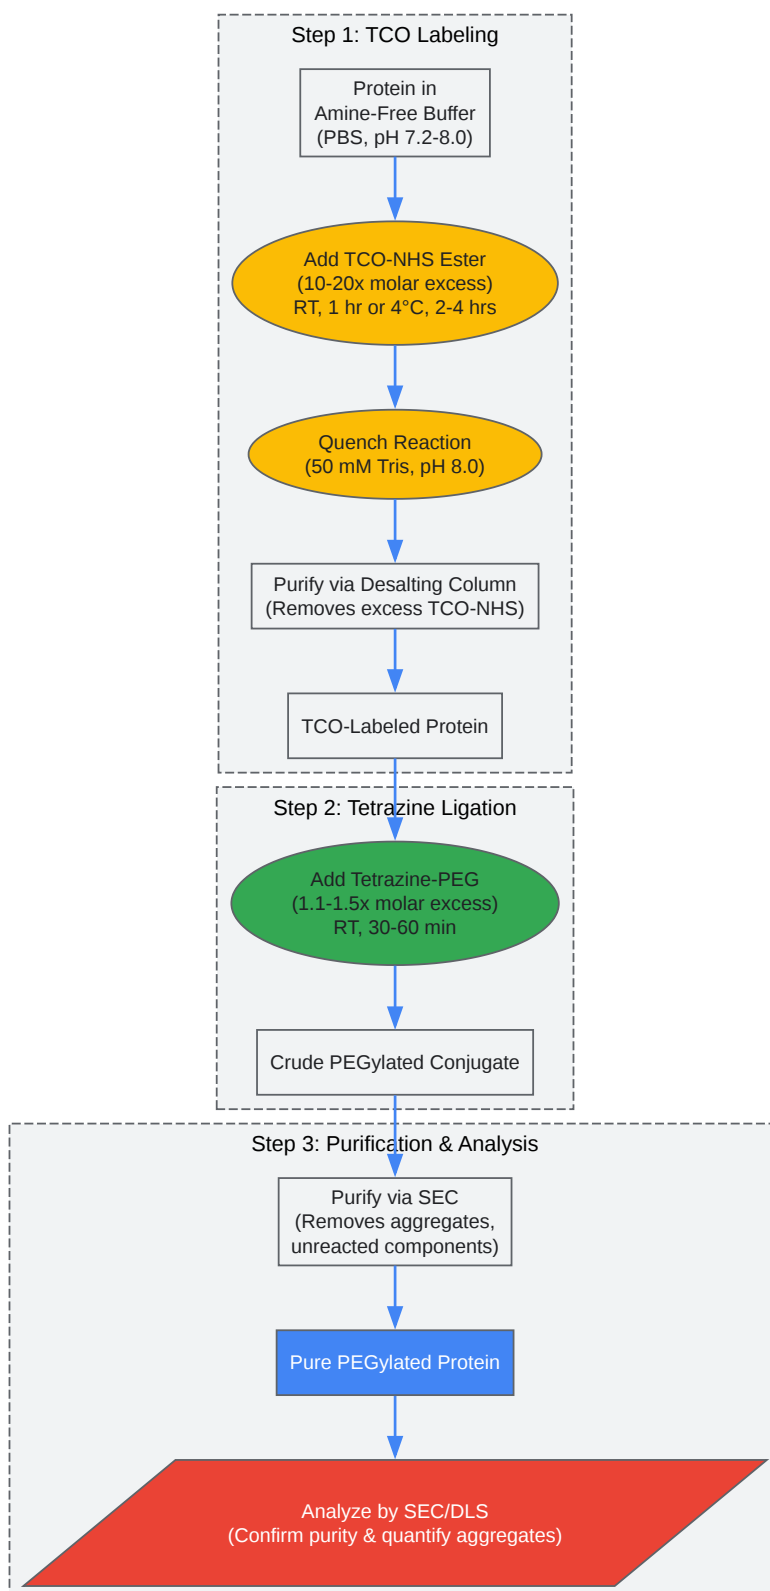 Step 1: TCO Labeling
Protein in
Amine-Free Buffer
(PBS, pH 7.2-8.0)
Add TCO-NHS Ester
(10-20x molar excess)
RT, 1 hr or 4°C, 2-4 hrs
Quench Reaction
(50 mM Tris, pH 8.0)
Purify via Desalting Column
(Removes excess TCO-NHS)
TCO-Labeled Protein
Step 2: Tetrazine Ligation
Add Tetrazine-PEG
(1.1-1.5x molar excess)
RT, 30-60 min
Crude PEGylated Conjugate
Step 3: Purification & Analysis
Purify via SEC
(Removes aggregates,
unreacted components)
Pure PEGylated Protein
Analyze by SEC/DLS
(Confirm purity & quantify aggregates)